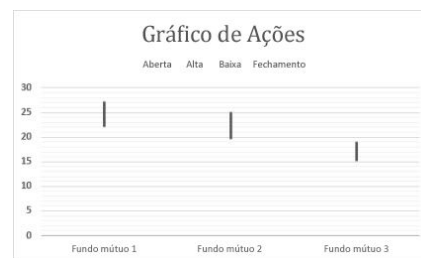 Gráfico de Ações
Aberta Alta Baixa Fechamento
30
25
20
15
10
5
0
Fundo mútuo 1 Fundo mútuo 2 Fundo mútuo 3